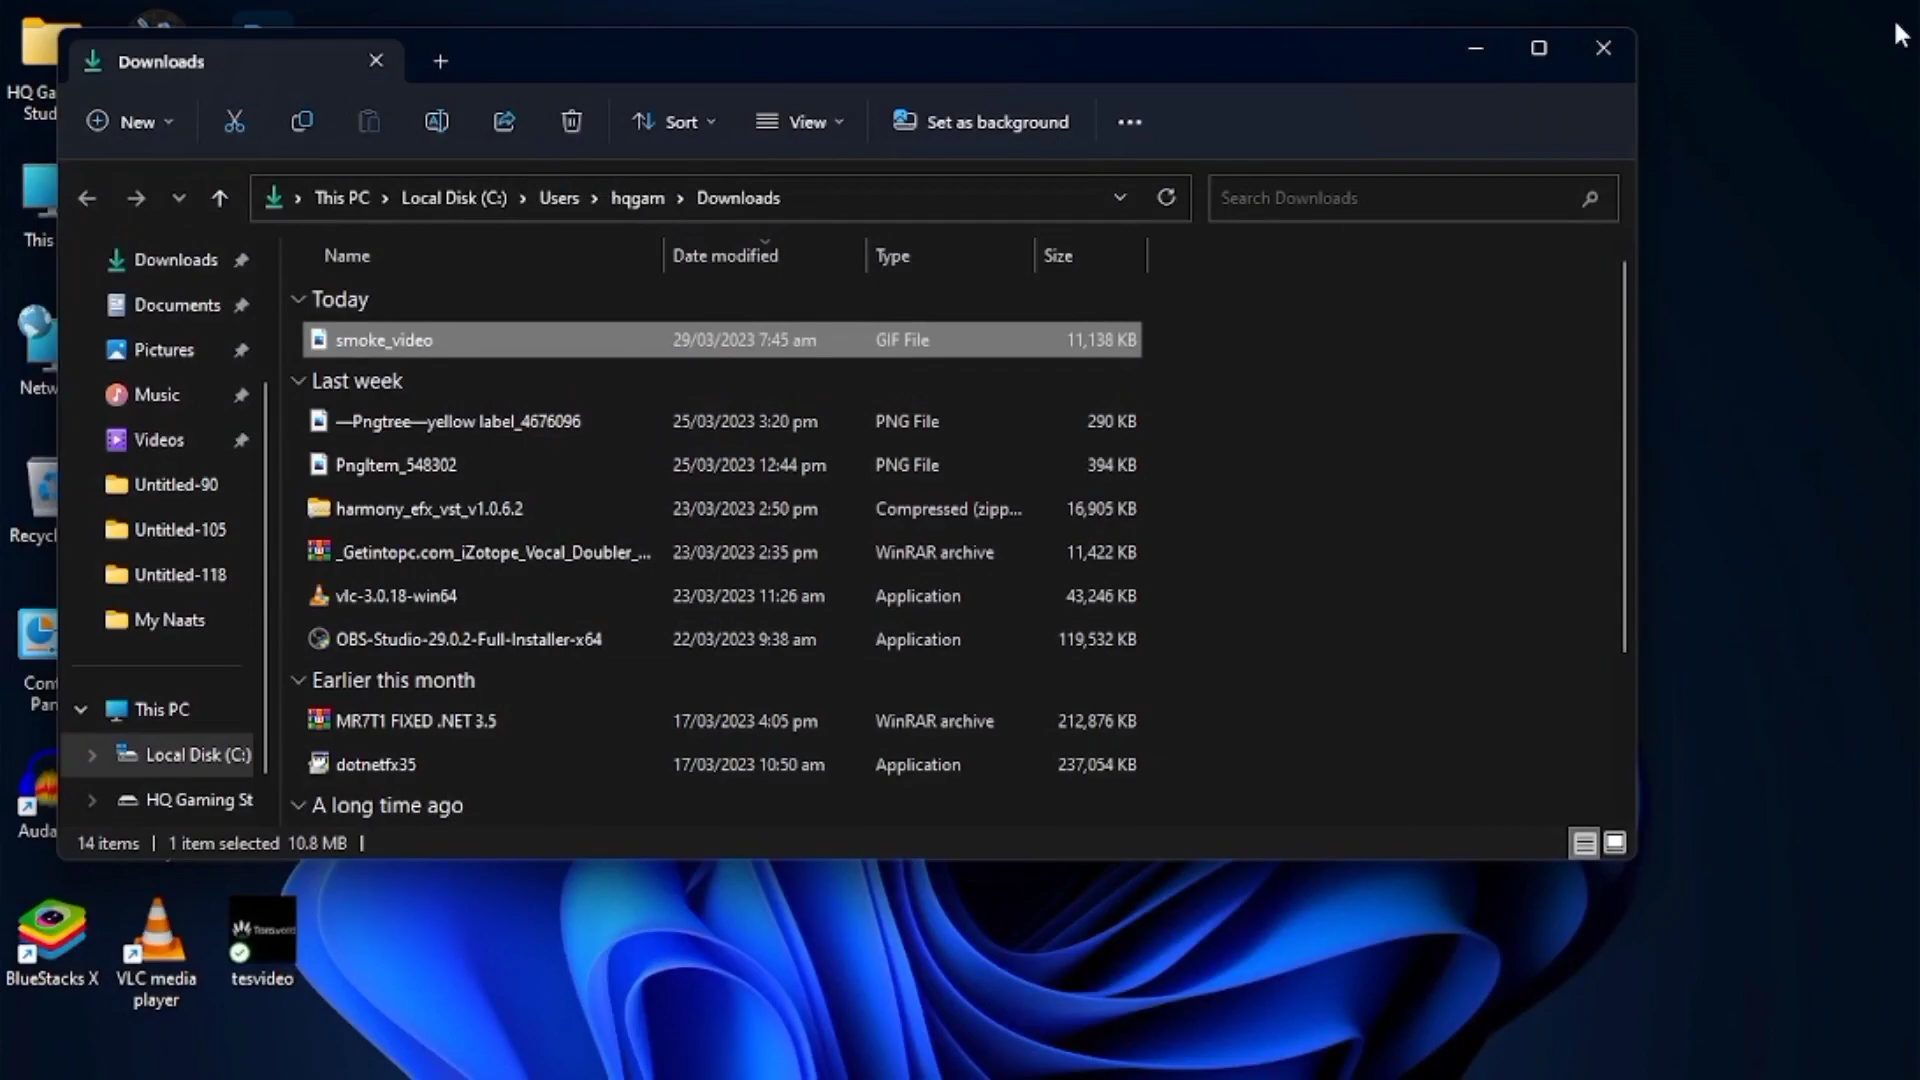 Downloads
New
Sort
View
Set as background
This PC
Local Disk (C:)
Users
hqgam
Downloads
Search Downloads
Name
Date modified
Type
Size
Downloads
Documents
Pictures
Music
Videos
Untitled-90
Untitled-105
Untitled-118
My Naats
This PC
Local Disk (C:)
HQ Gaming St
Today
smoke_video 29/03/2023 7:45 am GIF File 11,138 KB
Last week
—Pngtree—yellow label_4676096 25/03/2023 3:20 pm PNG File 290 KB
PngItem_548302 25/03/2023 12:44 pm PNG File 394 KB
harmony_efx_vst_v1.0.6.2 23/03/2023 2:50 pm Compressed (zipp... 16,905 KB
_Getintopc.com_iZotope_Vocal_Doubler_... 23/03/2023 2:35 pm WinRAR archive 11,422 KB
vlc-3.0.18-win64 23/03/2023 11:26 am Application 43,246 KB
OBS-Studio-29.0.2-Full-Installer-x64 22/03/2023 9:38 am Application 119,532 KB
Earlier this month
MR7T1 FIXED .NET 3.5 17/03/2023 4:05 pm WinRAR archive 212,876 KB
dotnetfx35 17/03/2023 10:50 am Application 237,054 KB
A long time ago
14 items | 1 item selected 10.8 MB |
HQ Ga
Stud
This
Netw
Recycl
Cont
Pan
Auda
BlueStacks X
VLC media
player
tesvideo